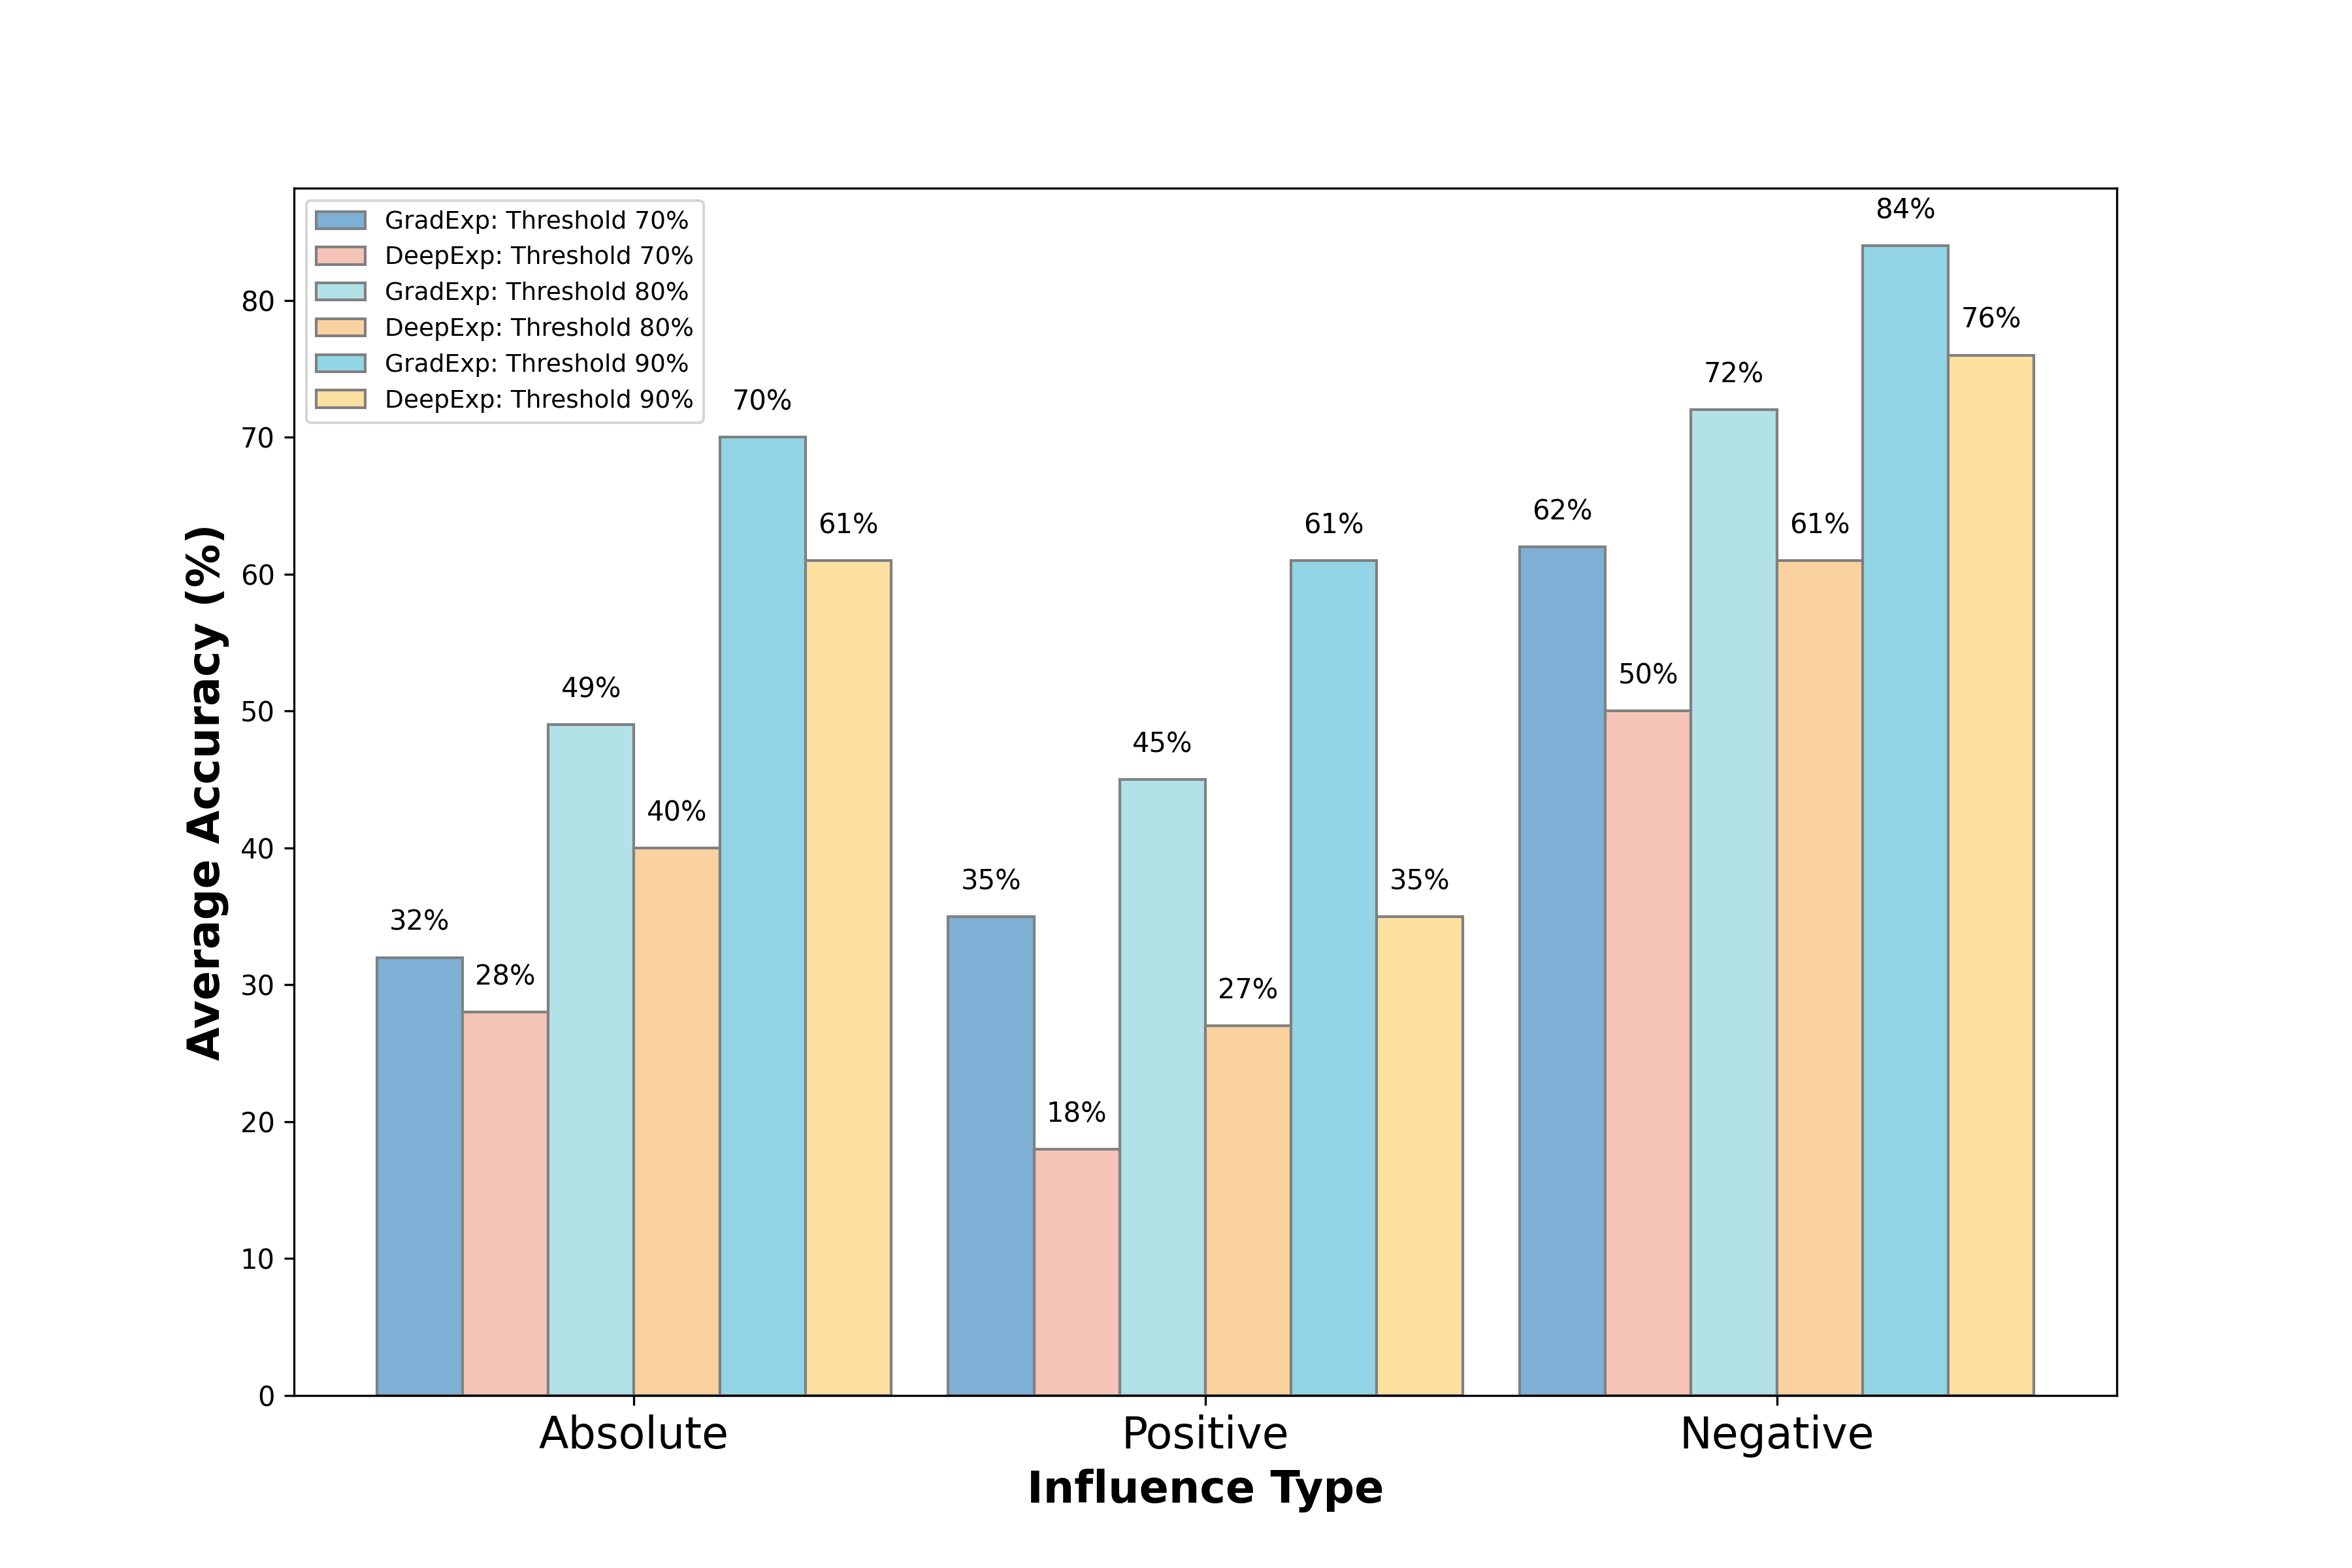 GradExp: Threshold 70%
DeepExp: Threshold 70%
GradExp: Threshold 80%
DeepExp: Threshold 80%
GradExp: Threshold 90%
DeepExp: Threshold 90%
Average Accuracy (%)
80
70
60
50
40
30
20
10
0
32%
28%
49%
40%
70%
61%
35%
18%
45%
27%
61%
35%
62%
50%
72%
61%
84%
76%
Absolute
Positive
Negative
Influence Type